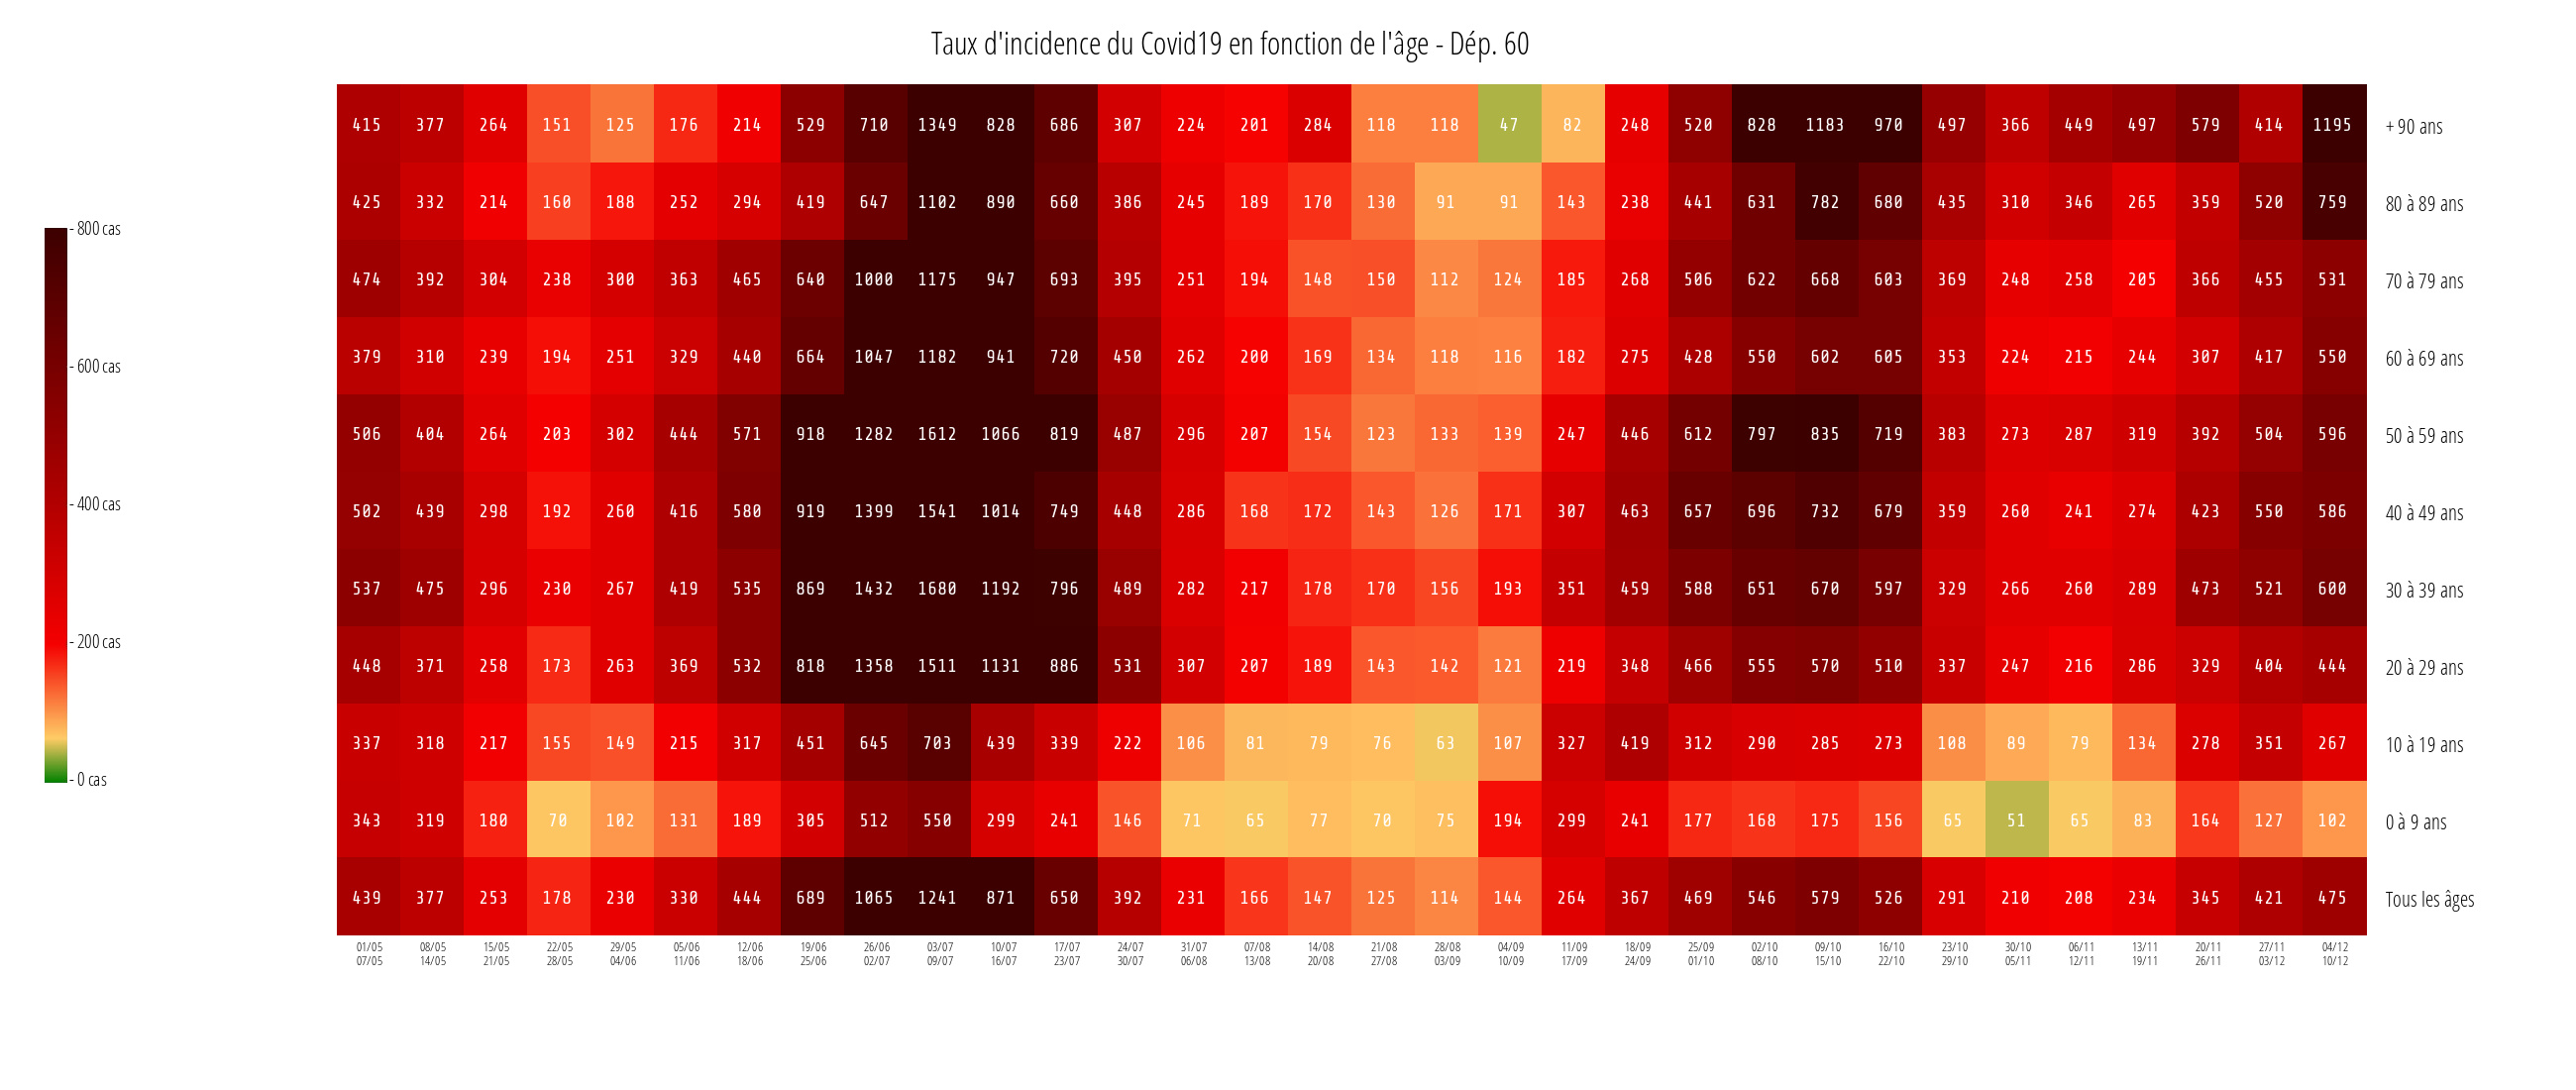 Taux d'incidence du Covid19 en fonction de l'âge - Dép. 60
- 800 cas
- 600 cas
- 400 cas
- 200 cas
- 0 cas
415 377 264 151 125 176 214 529 710 1349 828 686 307 224 201 284 118 118 47 82 248 520 828 1183 970 497 366 449 497 579 414 1195 + 90 ans
425 332 214 160 188 252 294 419 647 1102 890 660 386 245 189 170 130 91 91 143 238 441 631 782 680 435 310 346 265 359 520 759 80 à 89 ans
474 392 304 238 300 363 465 640 1000 1175 947 693 395 251 194 148 150 112 124 185 268 506 622 668 603 369 248 258 205 366 455 531 70 à 79 ans
379 310 239 194 251 329 440 664 1047 1182 941 720 450 262 200 169 134 118 116 182 275 428 550 602 605 353 224 215 244 307 417 550 60 à 69 ans
506 404 264 203 302 444 571 918 1282 1612 1066 819 487 296 207 154 123 133 139 247 446 612 797 835 719 383 273 287 319 392 504 596 50 à 59 ans
502 439 298 192 260 416 580 919 1399 1541 1014 749 448 286 168 172 143 126 171 307 463 657 696 732 679 359 260 241 274 423 550 586 40 à 49 ans
537 475 296 230 267 419 535 869 1432 1680 1192 796 489 282 217 178 170 156 193 351 459 588 651 670 597 329 266 260 289 473 521 600 30 à 39 ans
448 371 258 173 263 369 532 818 1358 1511 1131 886 531 307 207 189 143 142 121 219 348 466 555 570 510 337 247 216 286 329 404 444 20 à 29 ans
337 318 217 155 149 215 317 451 645 703 439 339 222 106 81 79 76 63 107 327 419 312 290 285 273 108 89 79 134 278 351 267 10 à 19 ans
343 319 180 70 102 131 189 305 512 550 299 241 146 71 65 77 70 75 194 299 241 177 168 175 156 65 51 65 83 164 127 102 0 à 9 ans
439 377 253 178 230 330 444 689 1065 1241 871 650 392 231 166 147 125 114 144 264 367 469 546 579 526 291 210 208 234 345 421 475 Tous les âges
01/05 08/05 15/05 22/05 29/05 05/06 12/06 19/06 26/06 03/07 10/07 17/07 24/07 31/07 07/08 14/08 21/08 28/08 04/09 11/09 18/09 25/09 02/10 09/10 16/10 23/10 30/10 06/11 13/11 20/11 27/11 04/12
07/05 14/05 21/05 28/05 04/06 11/06 18/06 25/06 02/07 09/07 16/07 23/07 30/07 06/08 13/08 20/08 27/08 03/09 10/09 17/09 24/09 01/10 08/10 15/10 22/10 29/10 05/11 12/11 19/11 26/11 03/12 10/12